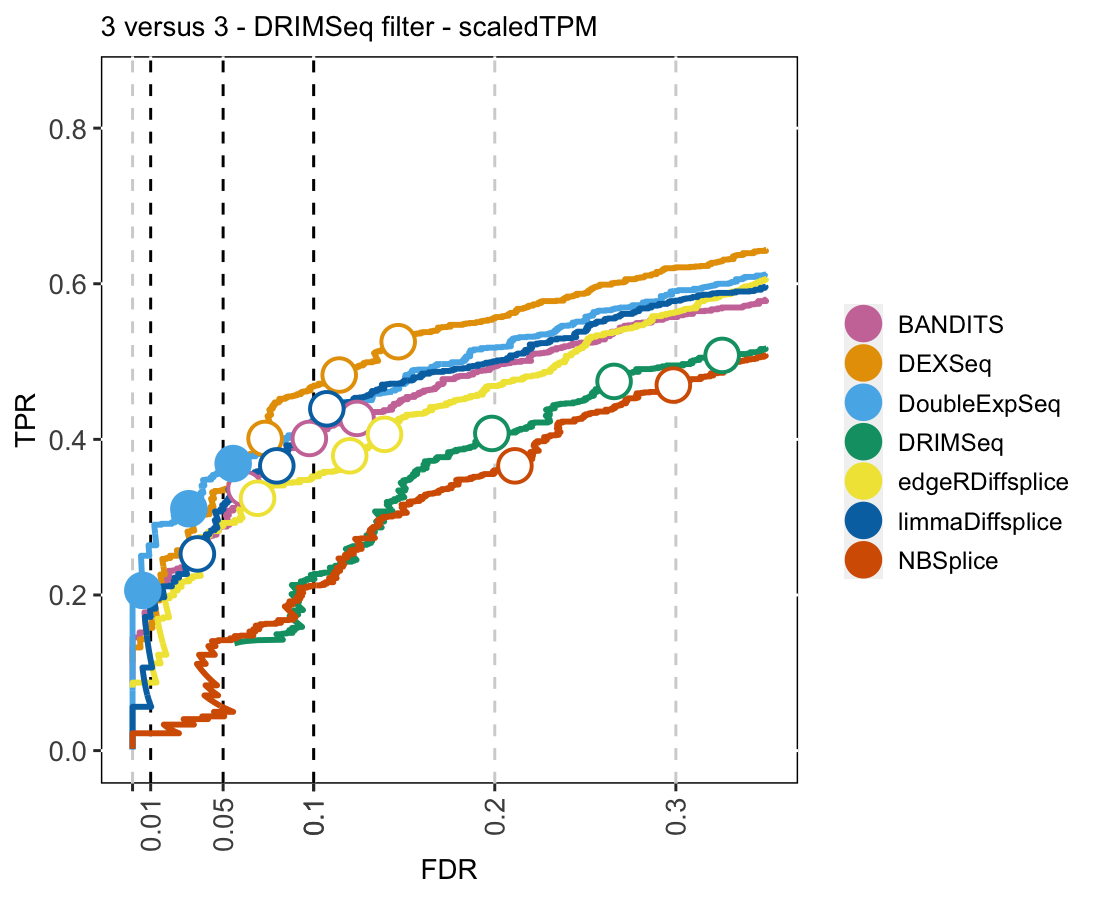 3 versus 3 - DRIMSeq filter - scaledTPM
TPR
0.8
0.6
0.4
0.2
0.0
0.01
0.05
0.1
0.2
0.3
FDR
BANDITS
DEXSeq
DoubleExpSeq
DRIMSeq
edgeRDiffsplice
limmaDiffsplice
NBSplice